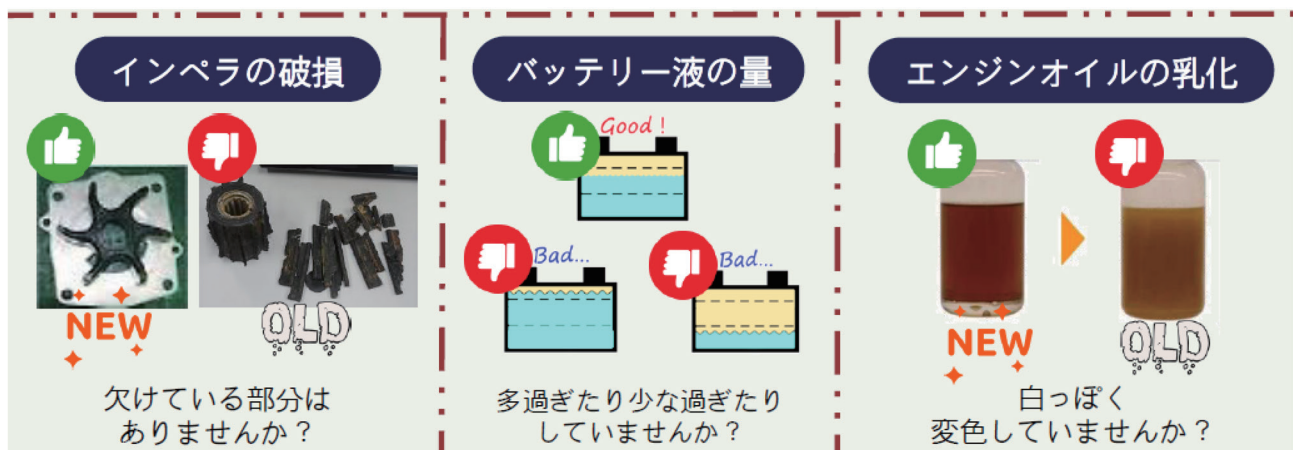 インペラの破損
NEW
OLD
欠けている部分は
ありませんか？
バッテリー液の量
Good !
Bad...
Bad...
多過ぎたり少な過ぎたり
していませんか？
エンジンオイルの乳化
NEW
OLD
白っぽく
変色していませんか？